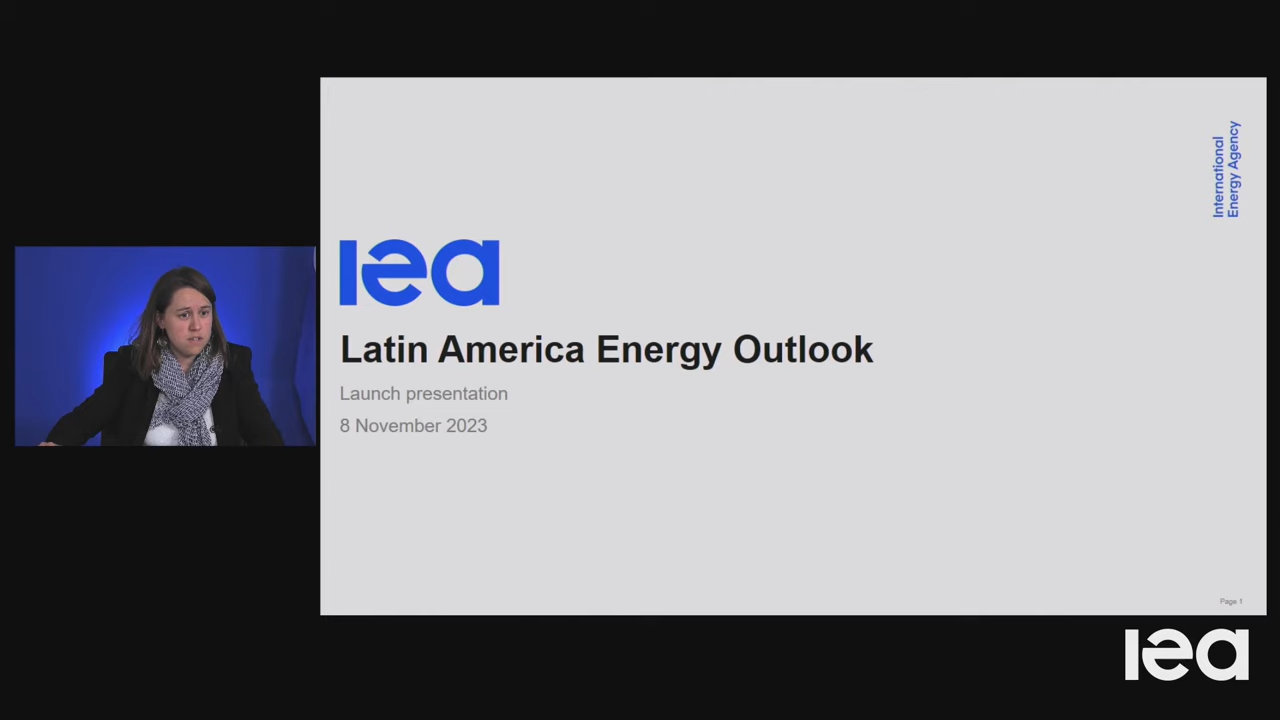 International
Energy Agency
iea
Latin America Energy Outlook
Launch presentation
8 November 2023
Page 1
iea